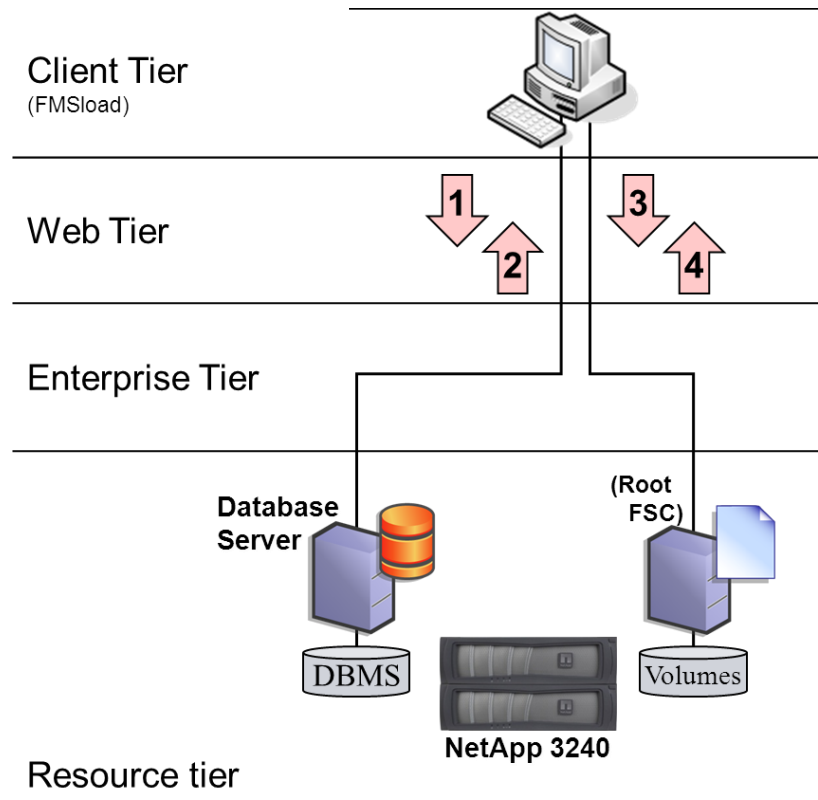 Client Tier
(FMSload)
Web Tier
1
2
3
4
Enterprise Tier
Database
Server
(Root
FSC)
DBMS
Volumes
NetApp 3240
Resource tier